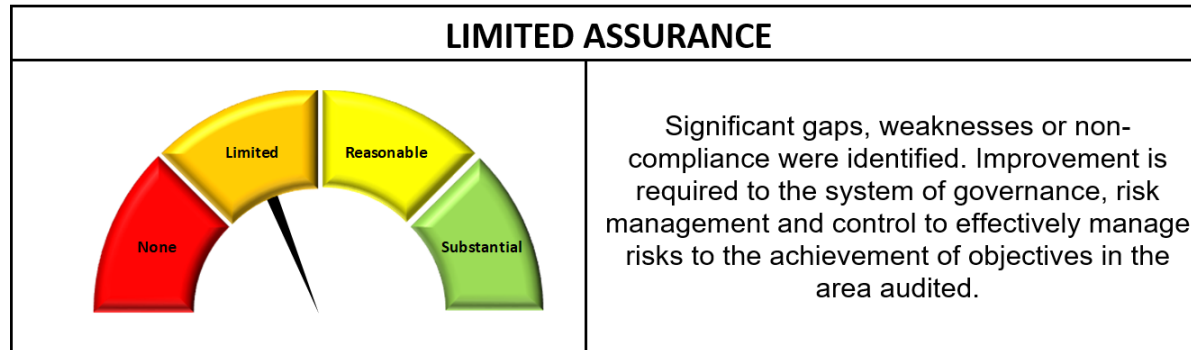 LIMITED ASSURANCE
Limited
Reasonable
None
Substantial
Significant gaps, weaknesses or non-
compliance were identified. Improvement is
required to the system of governance, risk
management and control to effectively manage
risks to the achievement of objectives in the
area audited.